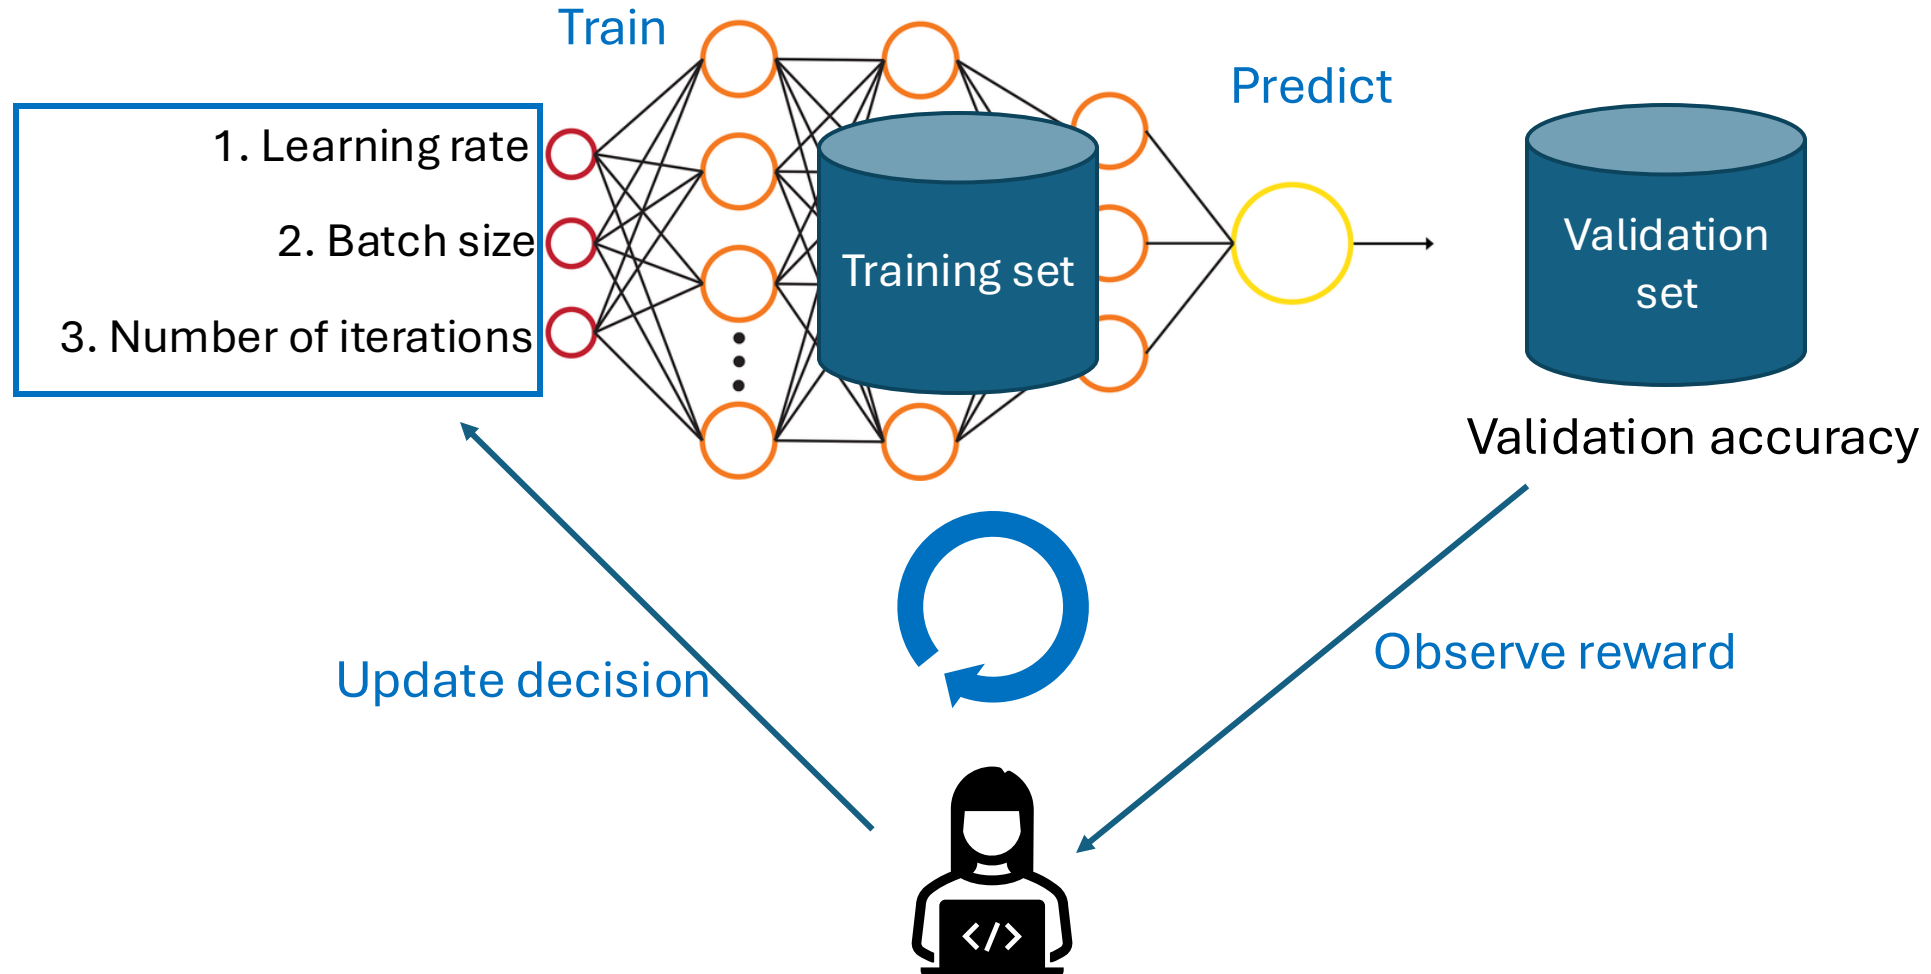 Train
Predict
1. Learning rate
2. Batch size
3. Number of iterations
Training set
Validation
set
Validation accuracy
Update decision
Observe reward
</>